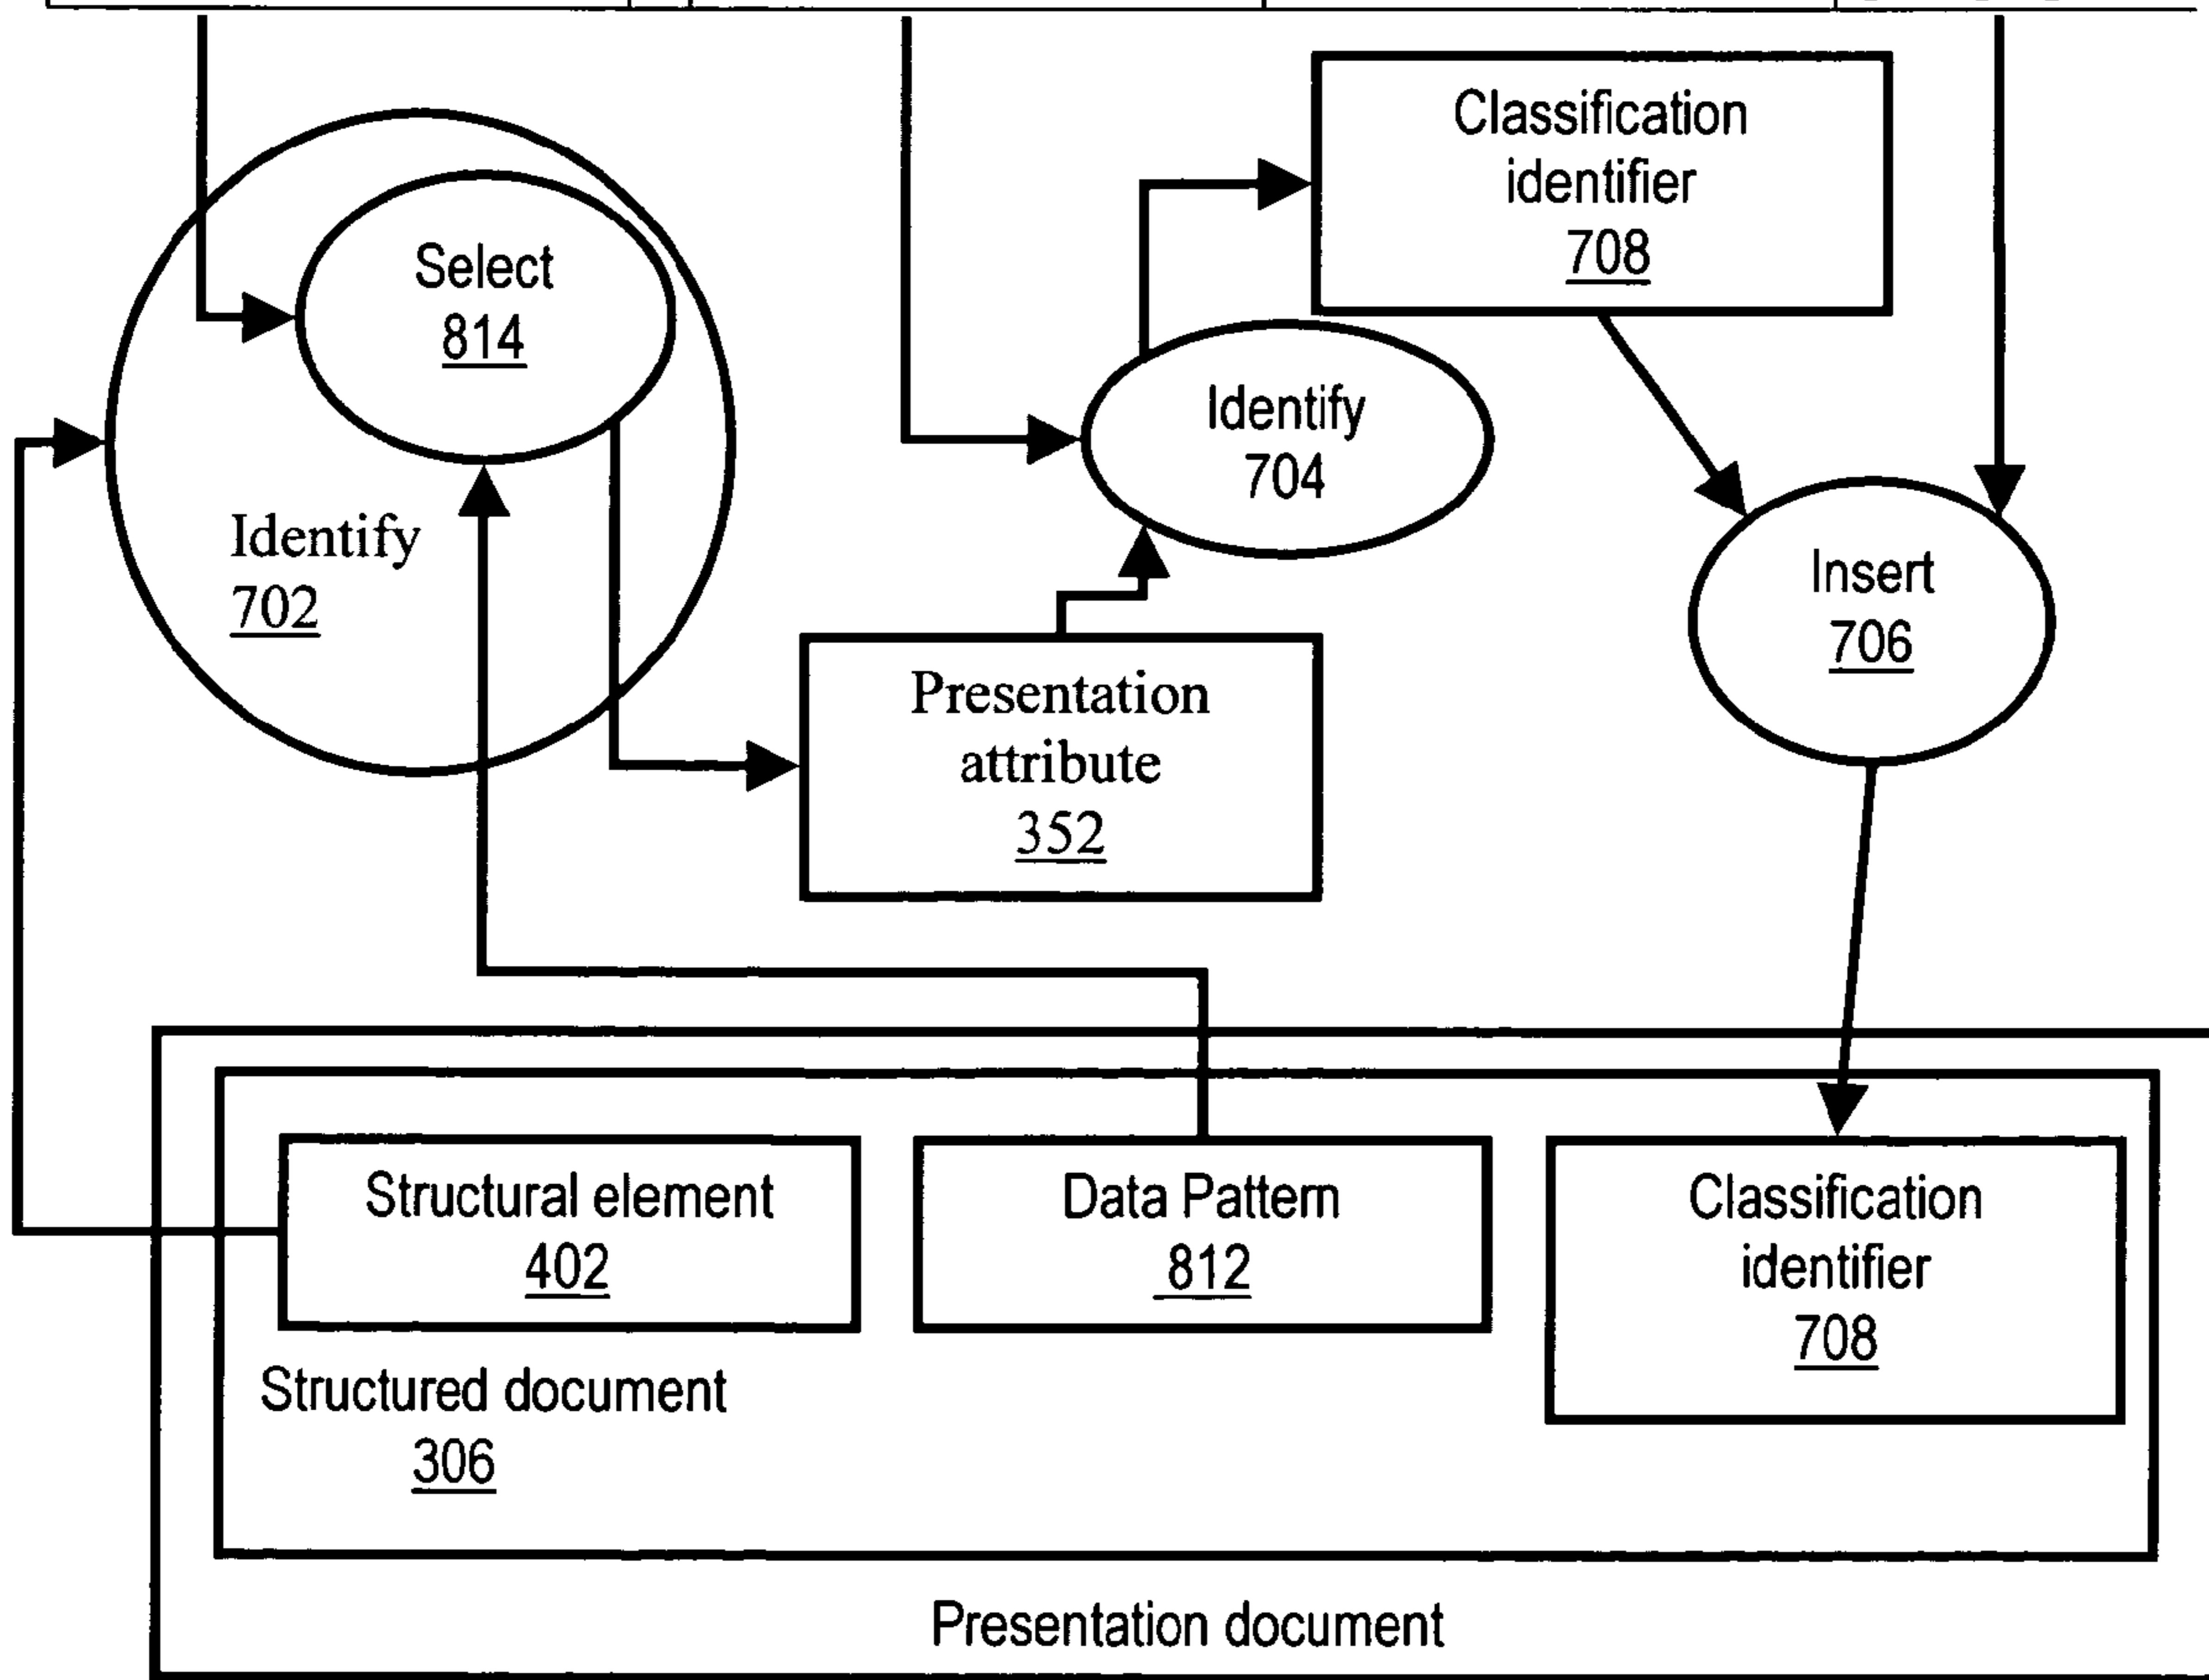 Classification
identifier
708
Select
814
Identify
704
Identify
702
Insert
706
Presentation
attribute
352
Structural element
402
Data Pattern
812
Classification
identifier
708
Structured document
306
Presentation document